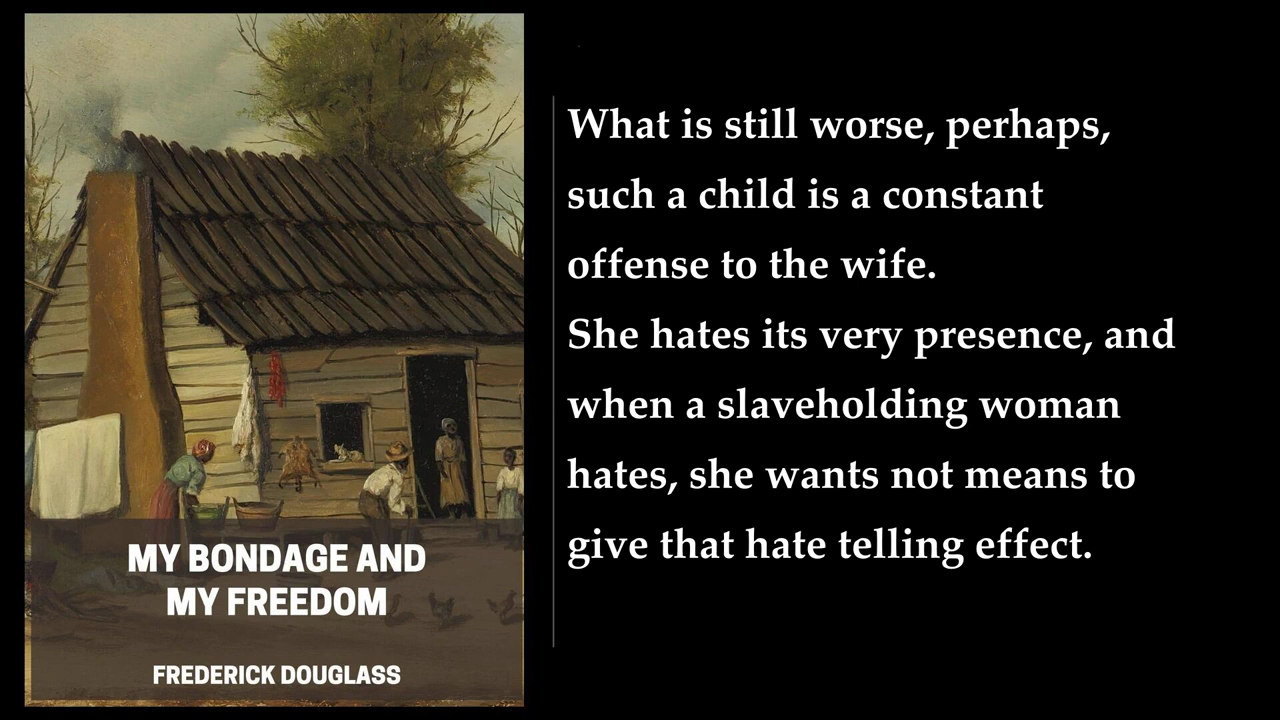 What is still worse, perhaps,
such a child is a constant
offense to the wife.
She hates its very presence, and
when a slaveholding woman
hates, she wants not means to
give that hate telling effect.
MY BONDAGE AND
MY FREEDOM
FREDERICK DOUGLASS